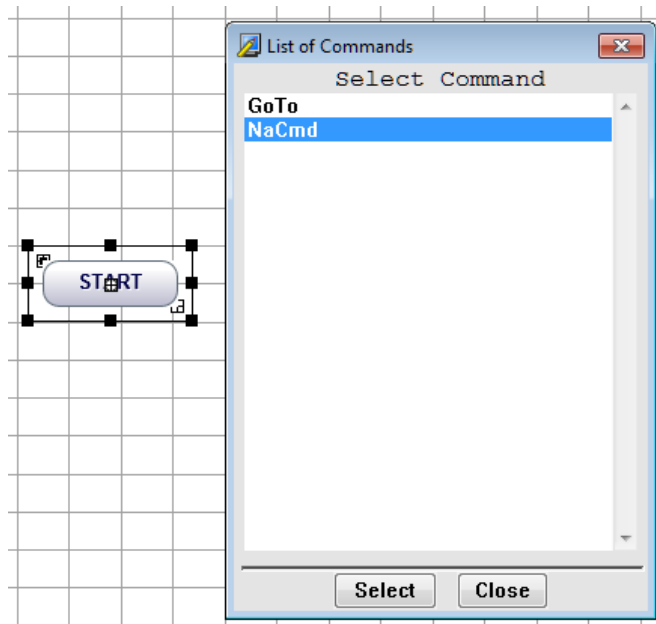 List of Commands
Select Command
GoTo
NaCmd
START
Select
Close